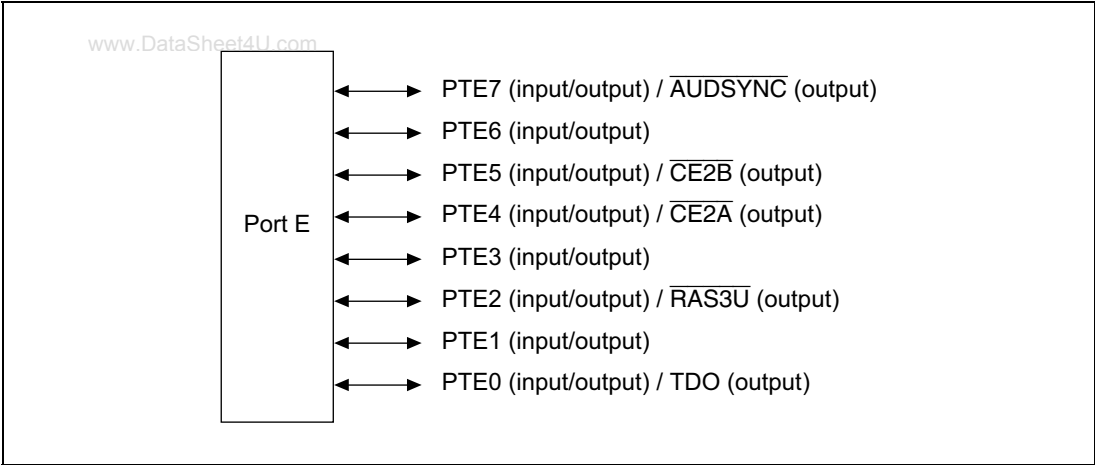 www.DataSheet4U.com
PTE7 (input/output) / AUDSYNC (output)
PTE6 (input/output)
PTE5 (input/output) / CE2B (output)
PTE4 (input/output) / CE2A (output)
Port E
PTE3 (input/output)
PTE2 (input/output) / RAS3U (output)
PTE1 (input/output)
PTE0 (input/output) / TDO (output)